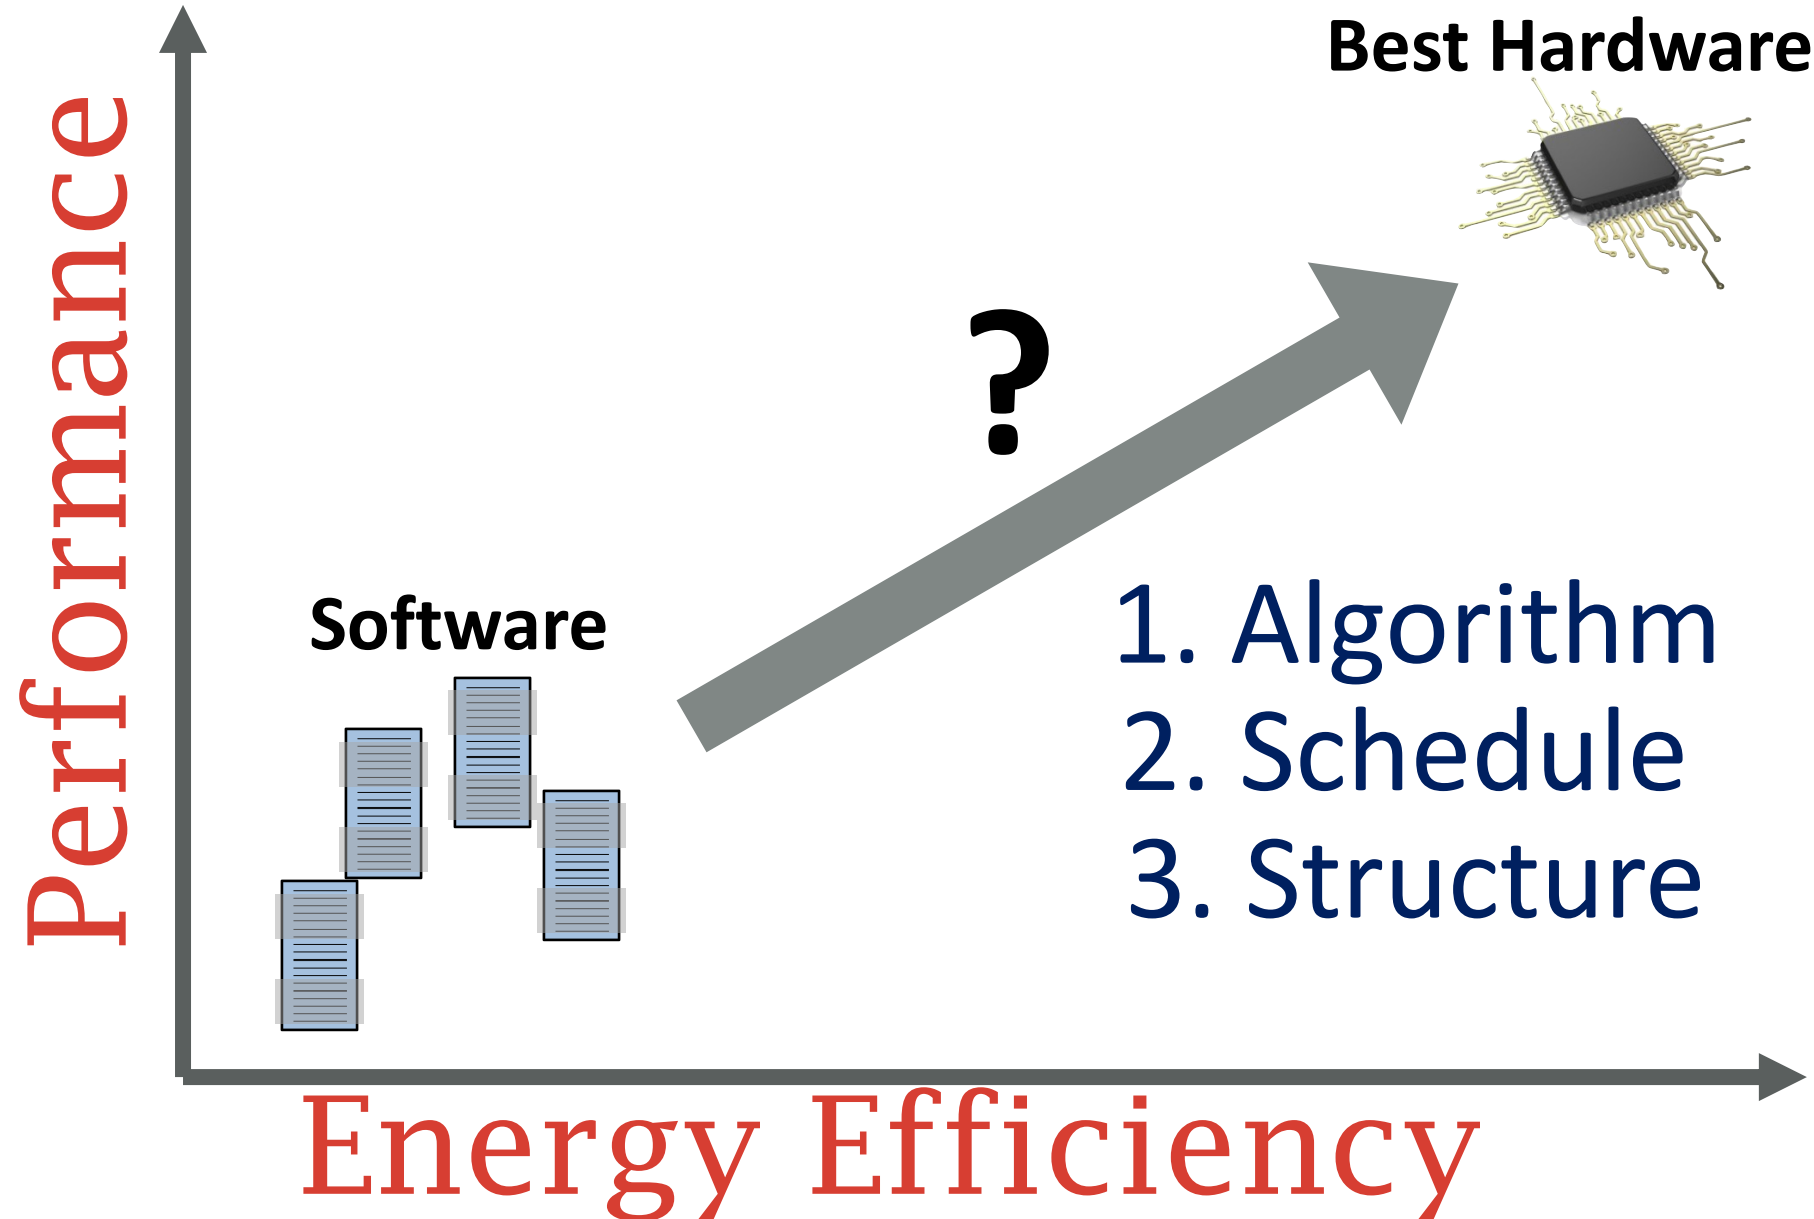 Best Hardware
Performance
?
Software
1. Algorithm
2. Schedule
3. Structure
Energy Efficiency